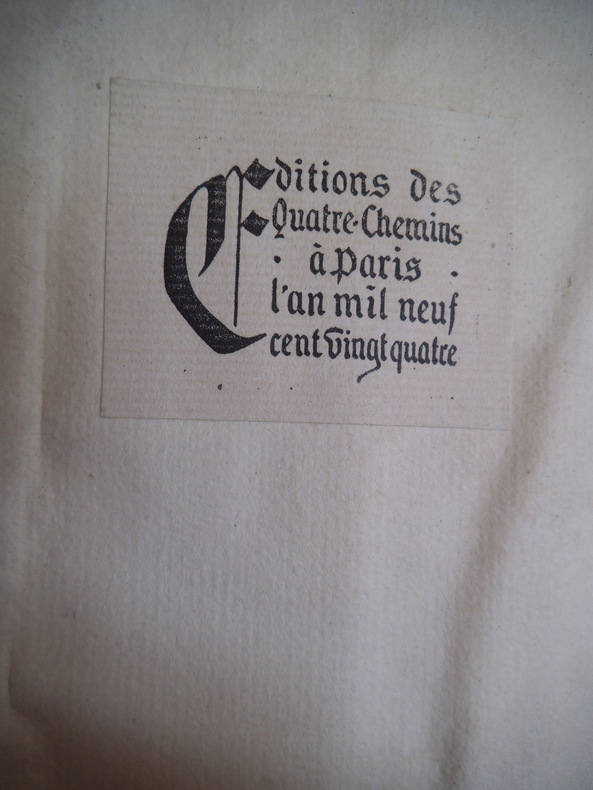 Editions des
Quatre-Chemins
· à Paris ·
l'an mil neuf
cent vingt quatre